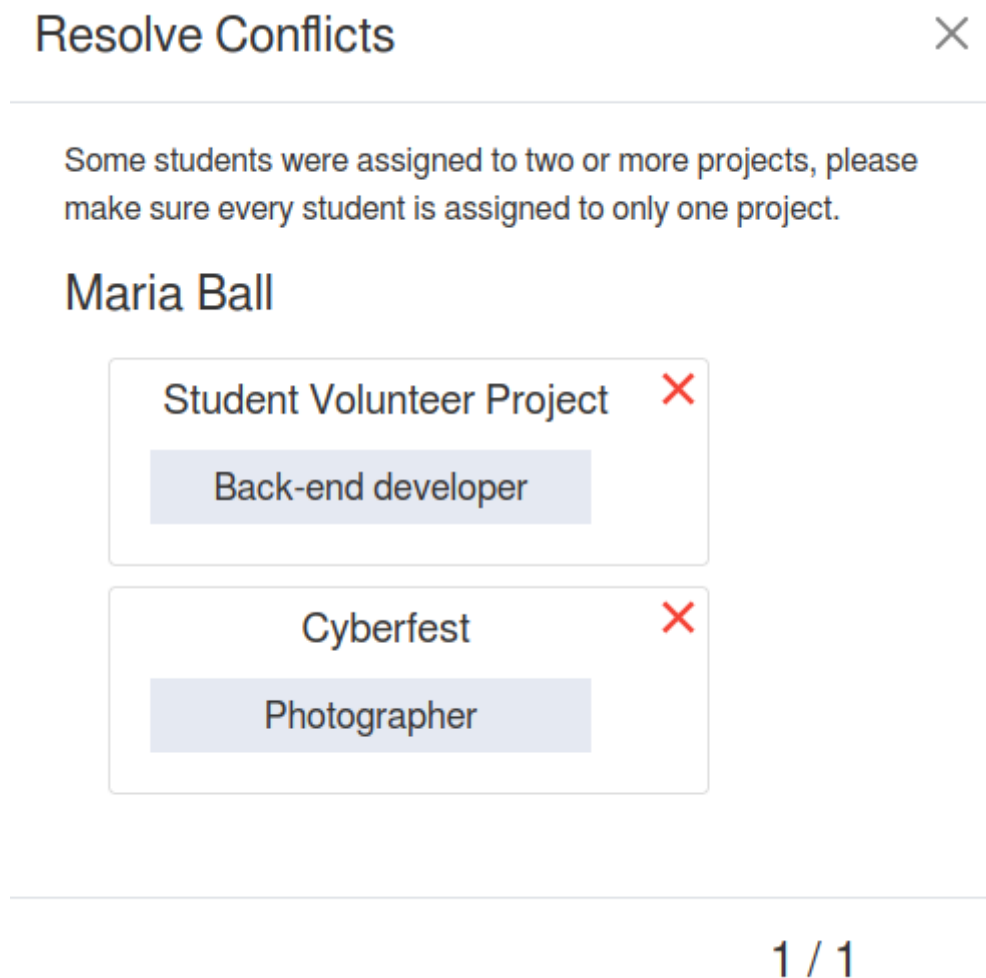 Resolve Conflicts
Some students were assigned to two or more projects, please
make sure every student is assigned to only one project.
Maria Ball
Student Volunteer Project
Back-end developer
Cyberfest
Photographer
1 / 1